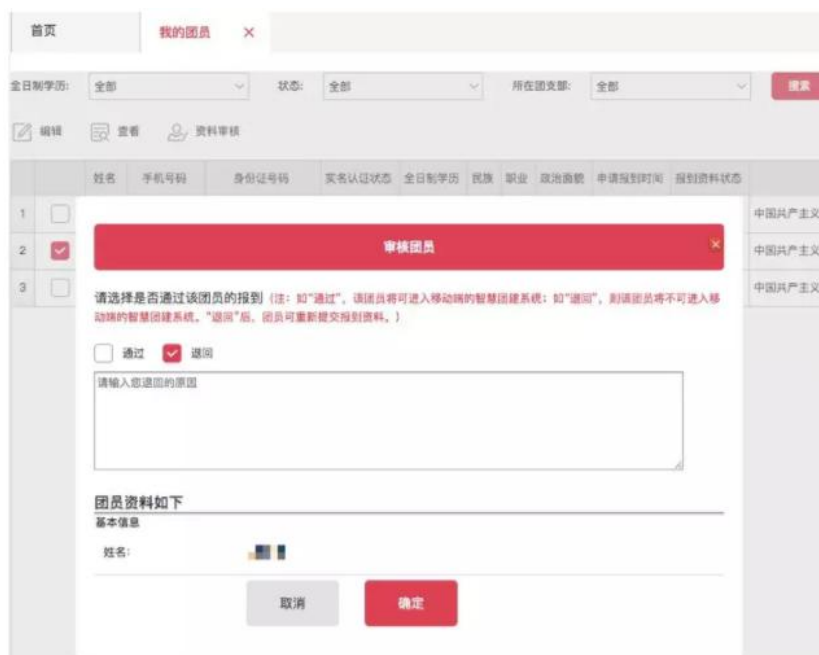 首页 我的团员 ×
全日制学历: 全部 状态: 全部 所在团支部: 全部 搜索
编辑 查看 资料审核
姓名 手机号码 身份证号码 实名认证状态 全日制学历 民族 职业 政治面貌 申请报到时间 报到资料状态
1 中国共产主义
审核团员 ×
2 中国共产主义
3 中国共产主义
请选择是否通过该团员的报到(注:如"通过",该团员将可进入移动端的智慧团建系统;如"退回",则该团员将不可进入移
动端的智慧团建系统。"退回"后,团员可重新提交报到资料。)
通过 退回
请输入您退回的原因
团员资料如下
基本信息
姓名:
取消 确定